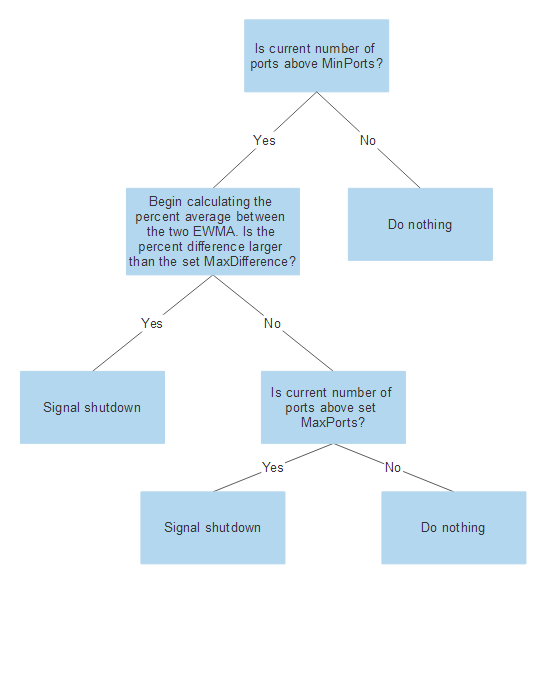 Is current number of
ports above MinPorts?
Yes
No
Begin calculating the
percent average between
the two EWMA. Is the
percent difference larger
than the set MaxDifference?
Do nothing
Yes
No
Signal shutdown
Is current number of
ports above set
MaxPorts?
Yes
No
Signal shutdown
Do nothing